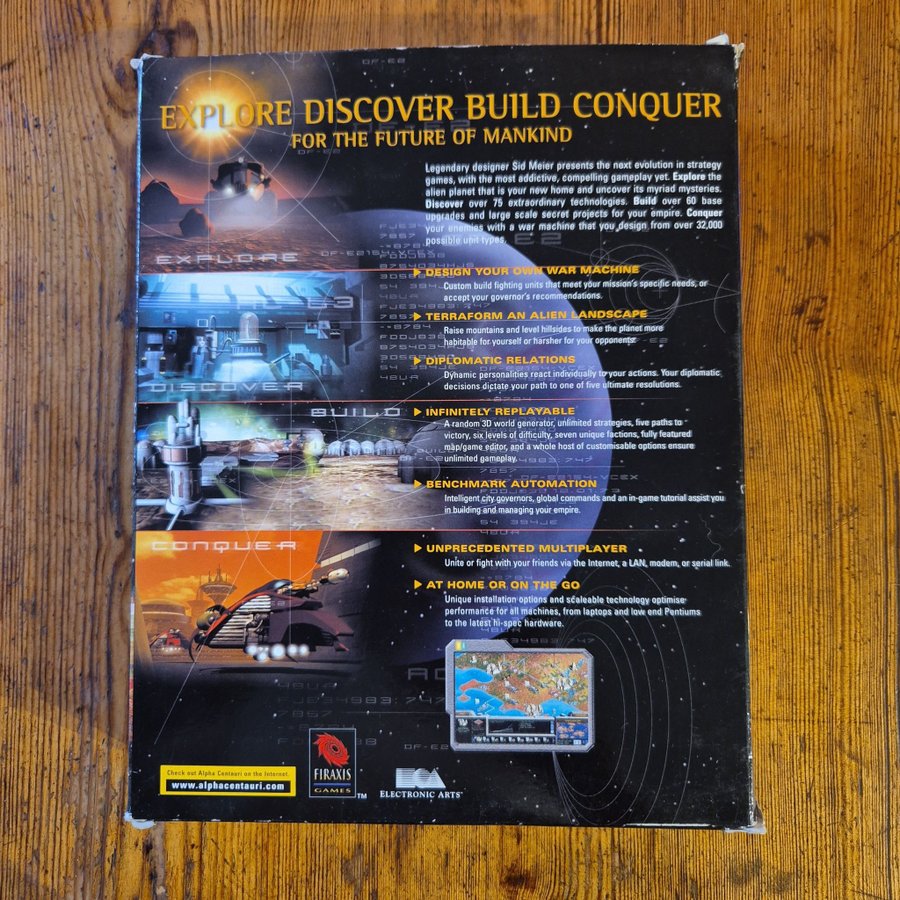 DF-E2
EXPLORE DISCOVER BUILD CONQUER
FOR THE FUTURE OF MANKIND
DF-E2
Legendary designer Sid Meier presents the next evolution in strategy
games, with the most addictive, compelling gameplay yet. Explore the
alien planet that is your new home and uncover its myriad mysteries.
Discover over 75 extraordinary technologies. Build over 60 base
upgrades and large scale secret projects for your empire. Conquer
your enemies with a war machine that you design from over 32,000
possible unit types.
EXPLORE
DESIGN YOUR OWN WAR MACHINE
Custom build fighting units that meet your mission's specific needs, or
accept your governor's recommendations.
TERRAFORM AN ALIEN LANDSCAPE
Raise mountains and level hillsides to make the planet more
habitable for yourself or harsher for your opponents.
DIPLOMATIC RELATIONS
Dynamic personalities react individually to your actions. Your diplomatic
decisions dictate your path to one of five ultimate resolutions.
DISCOVER
BUILD
INFINITELY REPLAYABLE
A random 3D world generator, unlimited strategies, five paths to
victory, six levels of difficulty, seven unique factions, fully featured
map/game editor, and a whole host of customisable options ensure
unlimited gameplay.
BENCHMARK AUTOMATION
Intelligent city governors, global commands and an in-game tutorial assist you
in building and managing your empire.
CONQUER
UNPRECEDENTED MULTIPLAYER
Unite or fight with your friends via the Internet, a LAN, modem, or serial link.
AT HOME OR ON THE GO
Unique installation options and scaleable technology optimise
performance for all machines, from laptops and low end Pentiums
to the latest hi-spec hardware.
Check out Alpha Centauri on the Internet.
www.alphacentauri.com
FIRAXIS
GAMES
TM
EA
ELECTRONIC ARTS